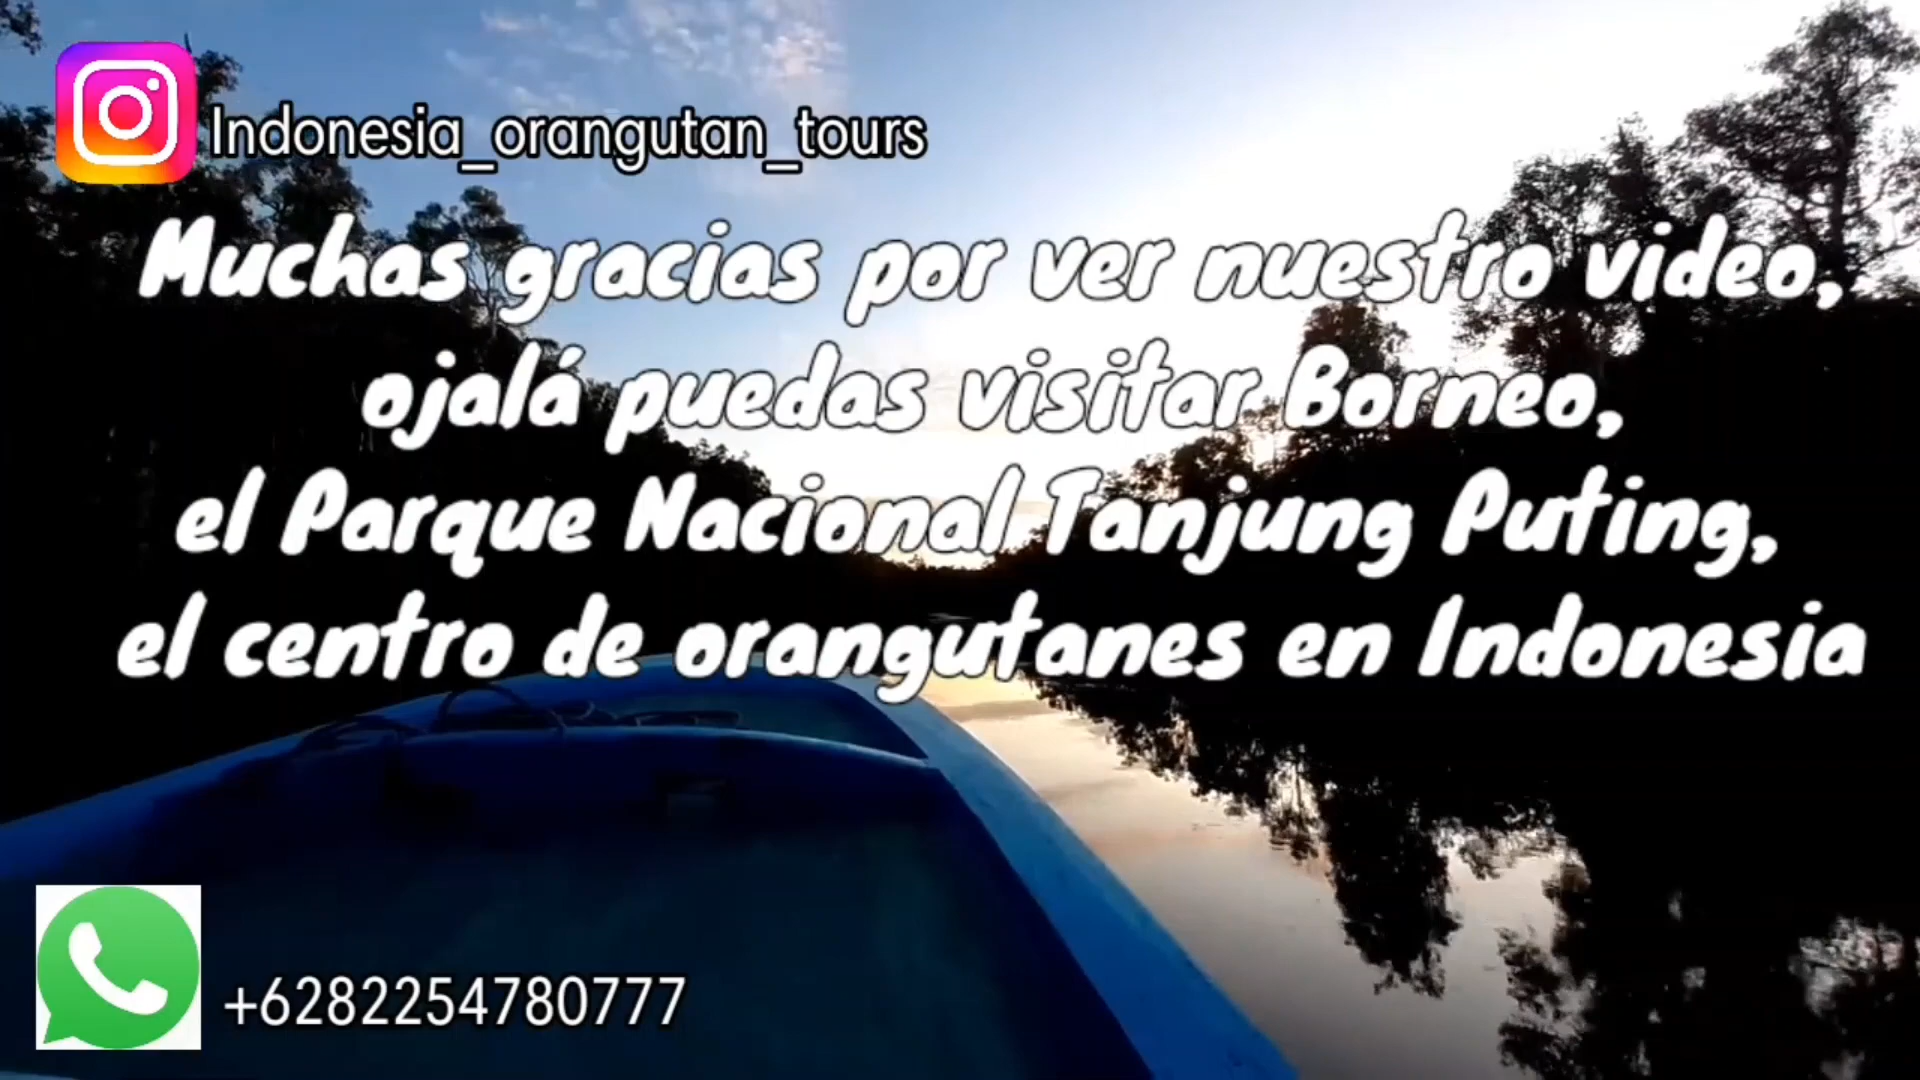 Indonesia_orangutan_tours
Muchas gracias por ver nuestro video,
ojalá puedas visitar Borneo,
el Parque Nacional Tanjung Puting,
el centro de orangutanes en Indonesia
+6282254780777